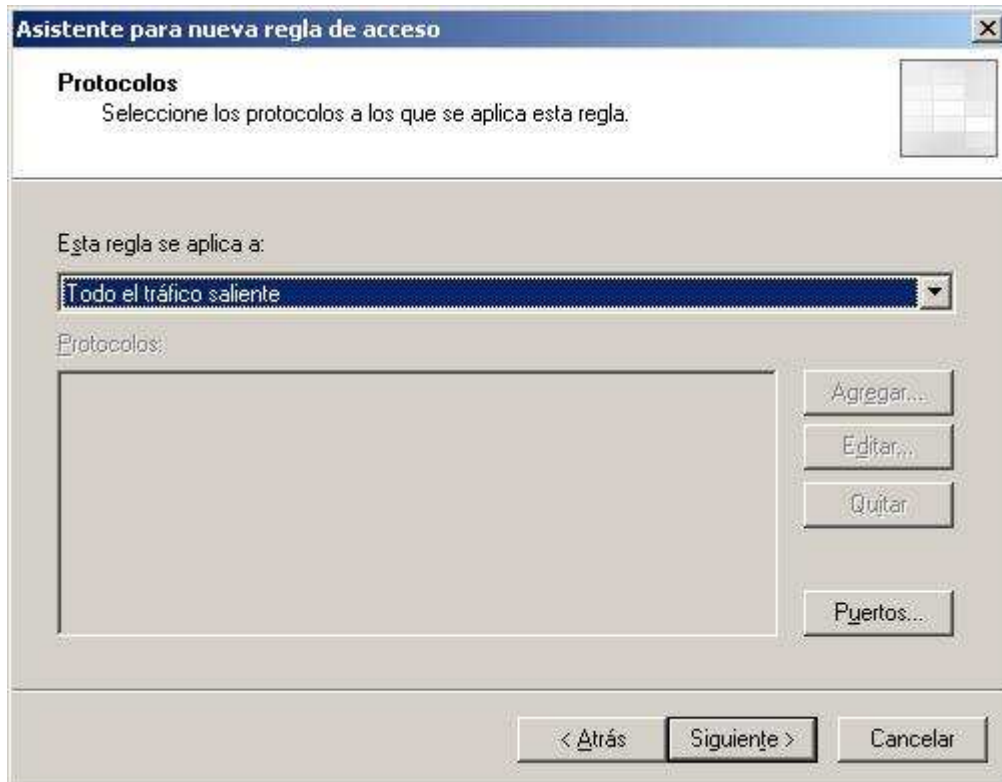 Asistente para nueva regla de acceso
Protocolos
Seleccione los protocolos a los que se aplica esta regla.
Esta regla se aplica a:
Todo el tráfico saliente
Protocolos:
Agregar...
Editar...
Quitar
Puertos...
< Atrás
Siguiente >
Cancelar